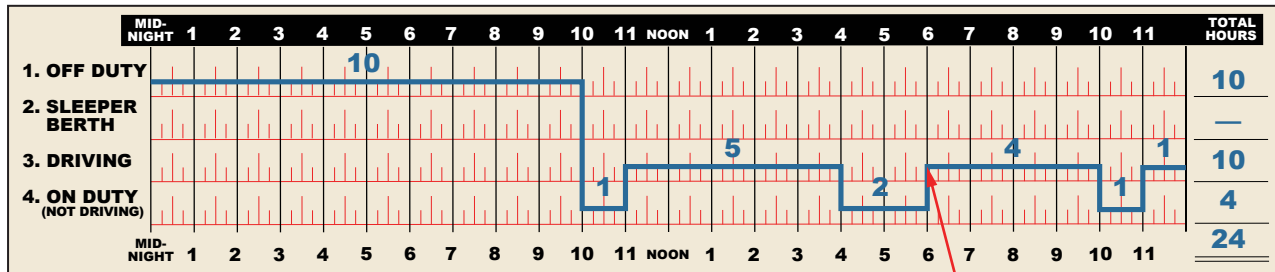 MID-NIGHT 1 2 3 4 5 6 7 8 9 10 11 NOON 1 2 3 4 5 6 7 8 9 10 11 TOTAL HOURS
1. OFF DUTY 10 10
2. SLEEPER BERTH —
3. DRIVING 5 4 1 10
4. ON DUTY (NOT DRIVING) 1 2 1 4
MID-NIGHT 1 2 3 4 5 6 7 8 9 10 11 NOON 1 2 3 4 5 6 7 8 9 10 11 24